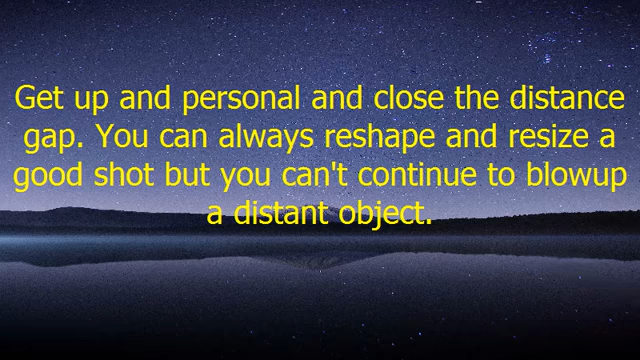 Get up and personal and close the distance
gap. You can always reshape and resize a
good shot but you can't continue to blowup
a distant object.